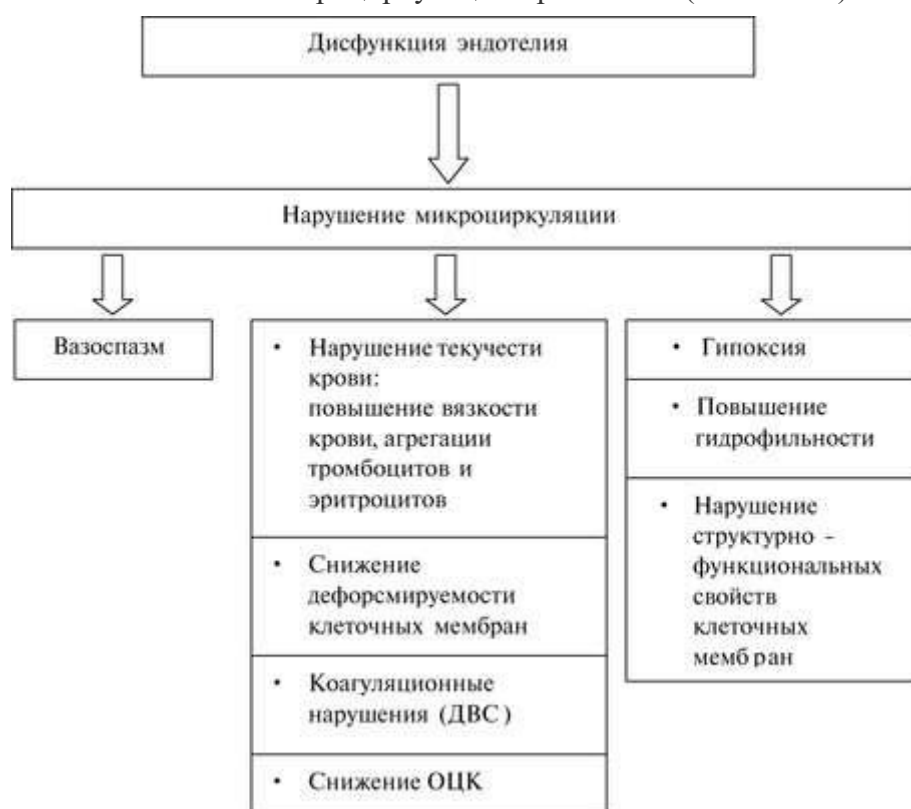 Дисфункция эндотелия
Нарушение микроциркуляции
Вазоспазм
• Нарушение текучести
крови:
повышение вязкости
крови, агрегации
тромбоцитов и
эритроцитов
• Снижение
дефорсмируемости
клеточных мембран
• Коагуляционные
нарушения (ДВС)
• Снижение ОЦК
• Гипоксия
• Повышение
гидрофильности
• Нарушение
структурно -
функциональных
свойств
клеточных
мембран